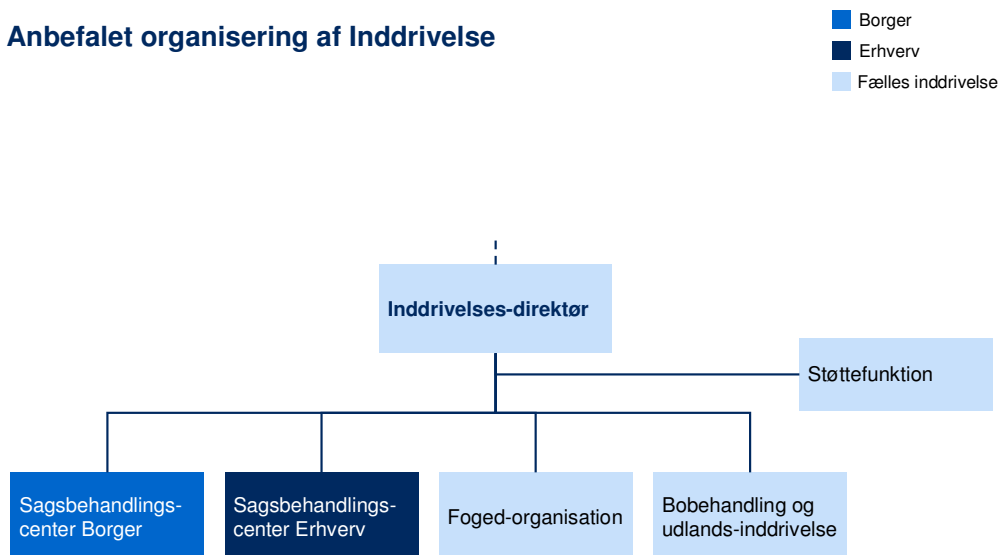 Anbefalet organisering af Inddrivelse
Borger
Erhverv
Fælles inddrivelse
Inddrivelses-direktør
Støttefunktion
Sagsbehandlings-
center Borger
Sagsbehandlings-
center Erhverv
Foged-organisation
Bobehandling og
udlands-inddrivelse